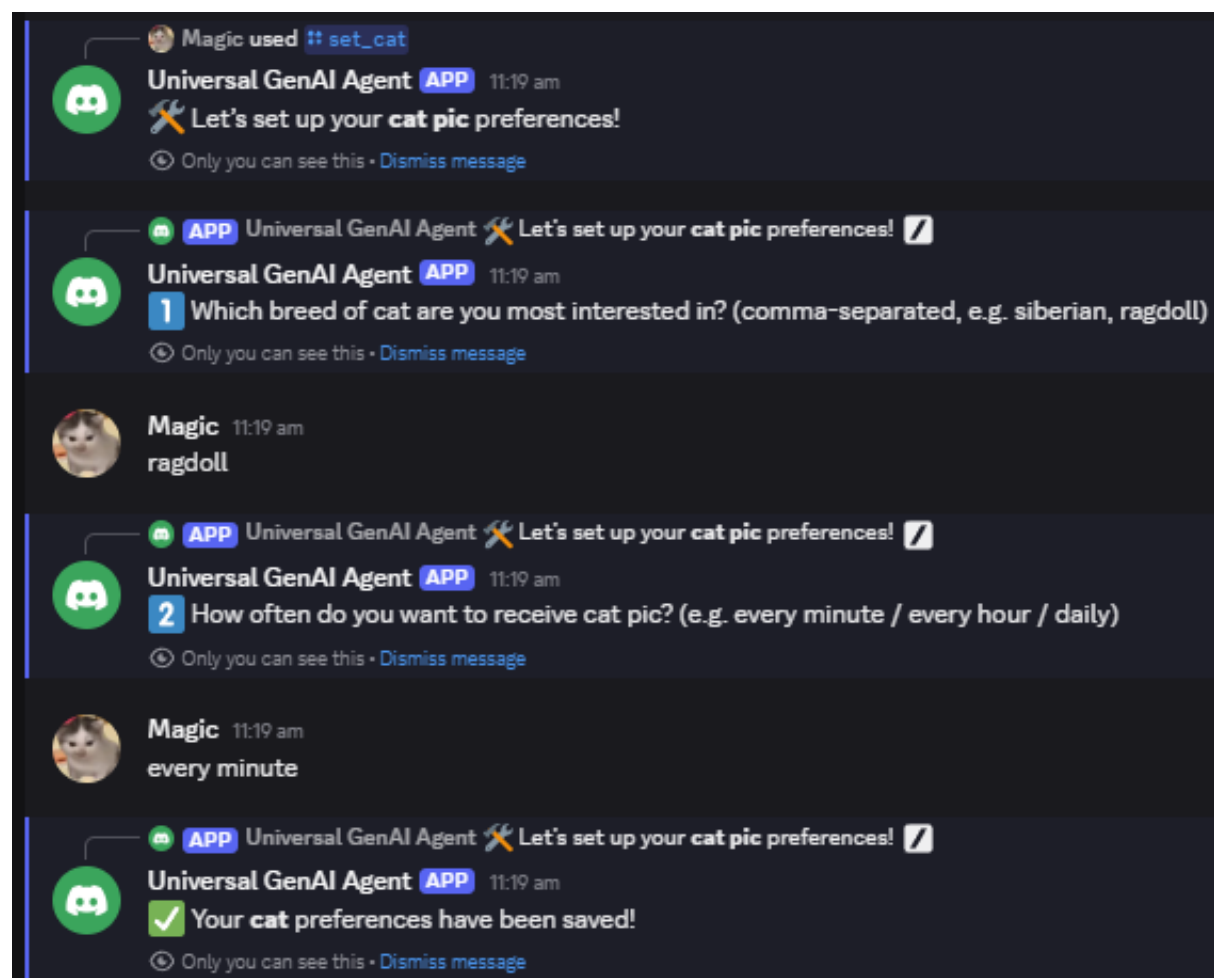 Magic used set_cat
Universal GenAI Agent APP 11:19 am
🛠️ Let's set up your cat pic preferences!
Only you can see this • Dismiss message
APP Universal GenAI Agent 🛠️ Let's set up your cat pic preferences!
Universal GenAI Agent APP 11:19 am
1 Which breed of cat are you most interested in? (comma-separated, e.g. siberian, ragdoll)
Only you can see this • Dismiss message
Magic 11:19 am
ragdoll
APP Universal GenAI Agent 🛠️ Let's set up your cat pic preferences!
Universal GenAI Agent APP 11:19 am
2 How often do you want to receive cat pic? (e.g. every minute / every hour / daily)
Only you can see this • Dismiss message
Magic 11:19 am
every minute
APP Universal GenAI Agent 🛠️ Let's set up your cat pic preferences!
Universal GenAI Agent APP 11:19 am
✅ Your cat preferences have been saved!
Only you can see this • Dismiss message